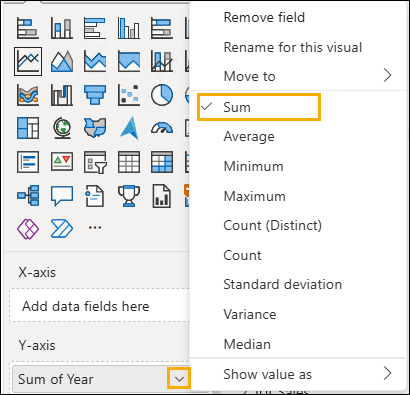 Remove field
Rename for this visual
Move to
Sum
Average
Minimum
Maximum
Count (Distinct)
Count
Standard deviation
Variance
Median
Show value as
X-axis
Add data fields here
Y-axis
Sum of Year
Sales